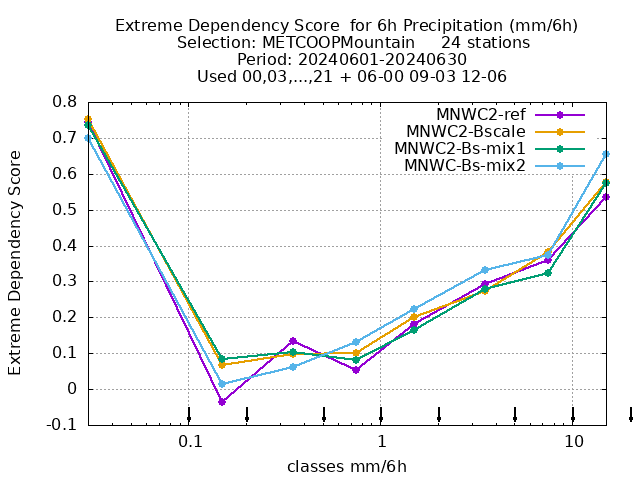 Extreme Dependency Score  for 6h Precipitation (mm/6h)
Selection: METCOOPMountain     24 stations
Period: 20240601-20240630
Used 00,03,...,21 + 06-00 09-03 12-06
MNWC2-ref
MNWC2-Bscale
MNWC2-Bs-mix1
MNWC-Bs-mix2
Extreme Dependency Score
0.8
0.7
0.6
0.5
0.4
0.3
0.2
0.1
0
-0.1
0.1 1 10
classes mm/6h